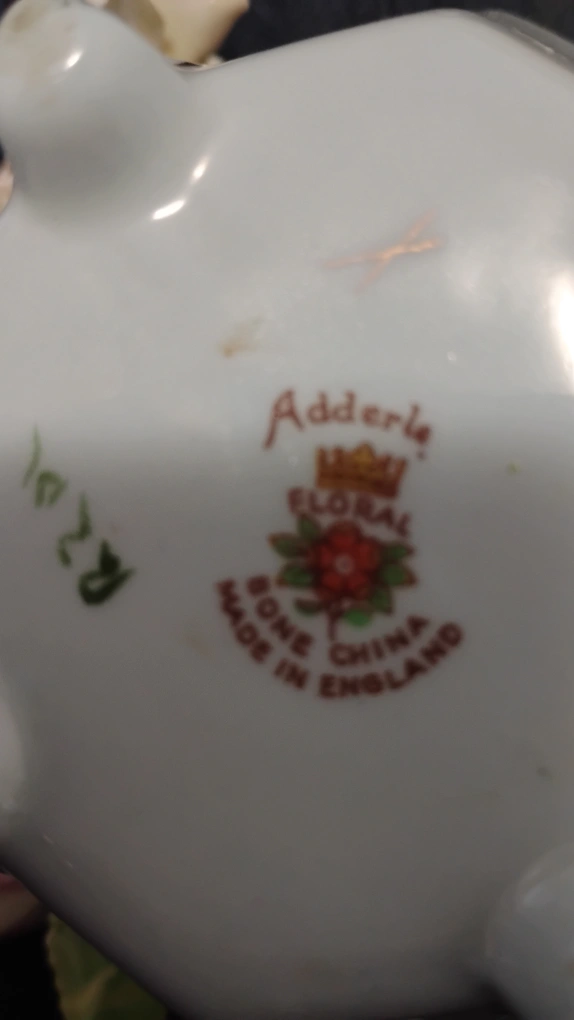 Adderley
FLORAL
BONE CHINA
MADE IN ENGLAND